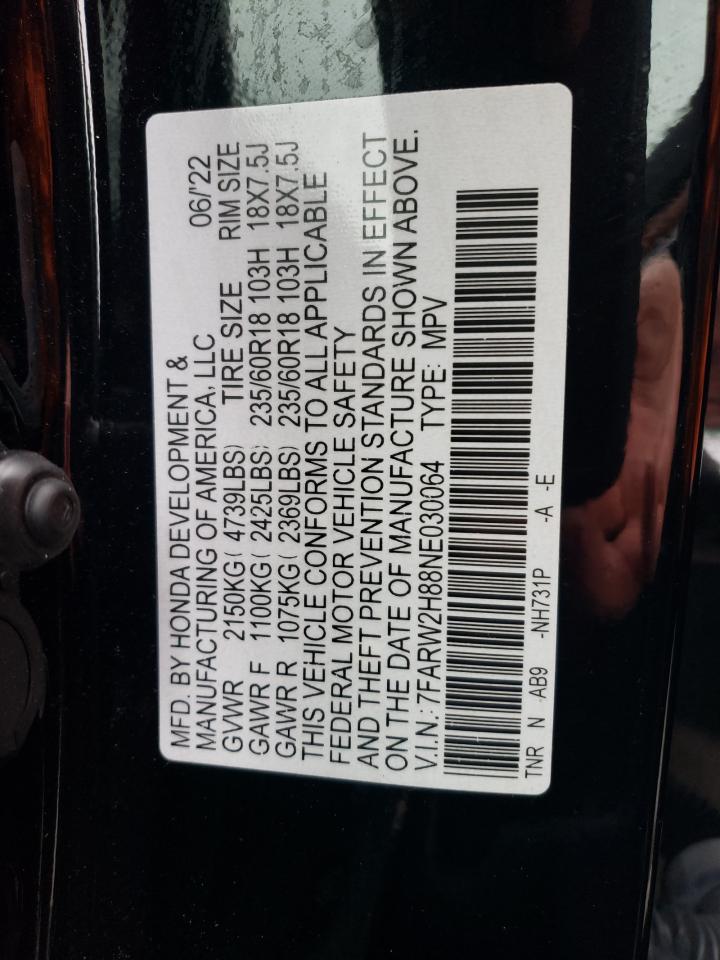 MFD. BY HONDA DEVELOPMENT &
MANUFACTURING OF AMERICA, LLC 06/'22
GVWR 2150KG( 4739LBS) TIRE SIZE RIM SIZE
GAWR F 1100KG( 2425LBS) 235/60R18 103H 18X7.5J
GAWR R 1075KG( 2369LBS) 235/60R18 103H 18X7.5J
THIS VEHICLE CONFORMS TO ALL APPLICABLE
FEDERAL MOTOR VEHICLE SAFETY
AND THEFT PREVENTION STANDARDS IN EFFECT
ON THE DATE OF MANUFACTURE SHOWN ABOVE.
V.I.N.: 7FARW2H88NE030064 TYPE: MPV
TNR N AB9 -NH731P -A -E